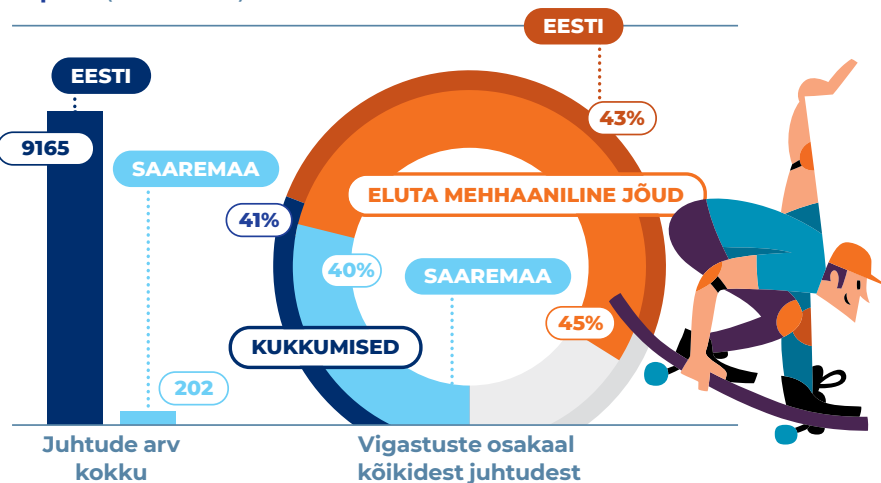 EESTI
EESTI
9165
43%
SAAREMAA
ELUTA MEHHAANILINE JÕUD
41%
40%
SAAREMAA
45%
KUKKUMISED
202
Juhtude arv
kokku
Vigastuste osakaal
kõikidest juhtudest